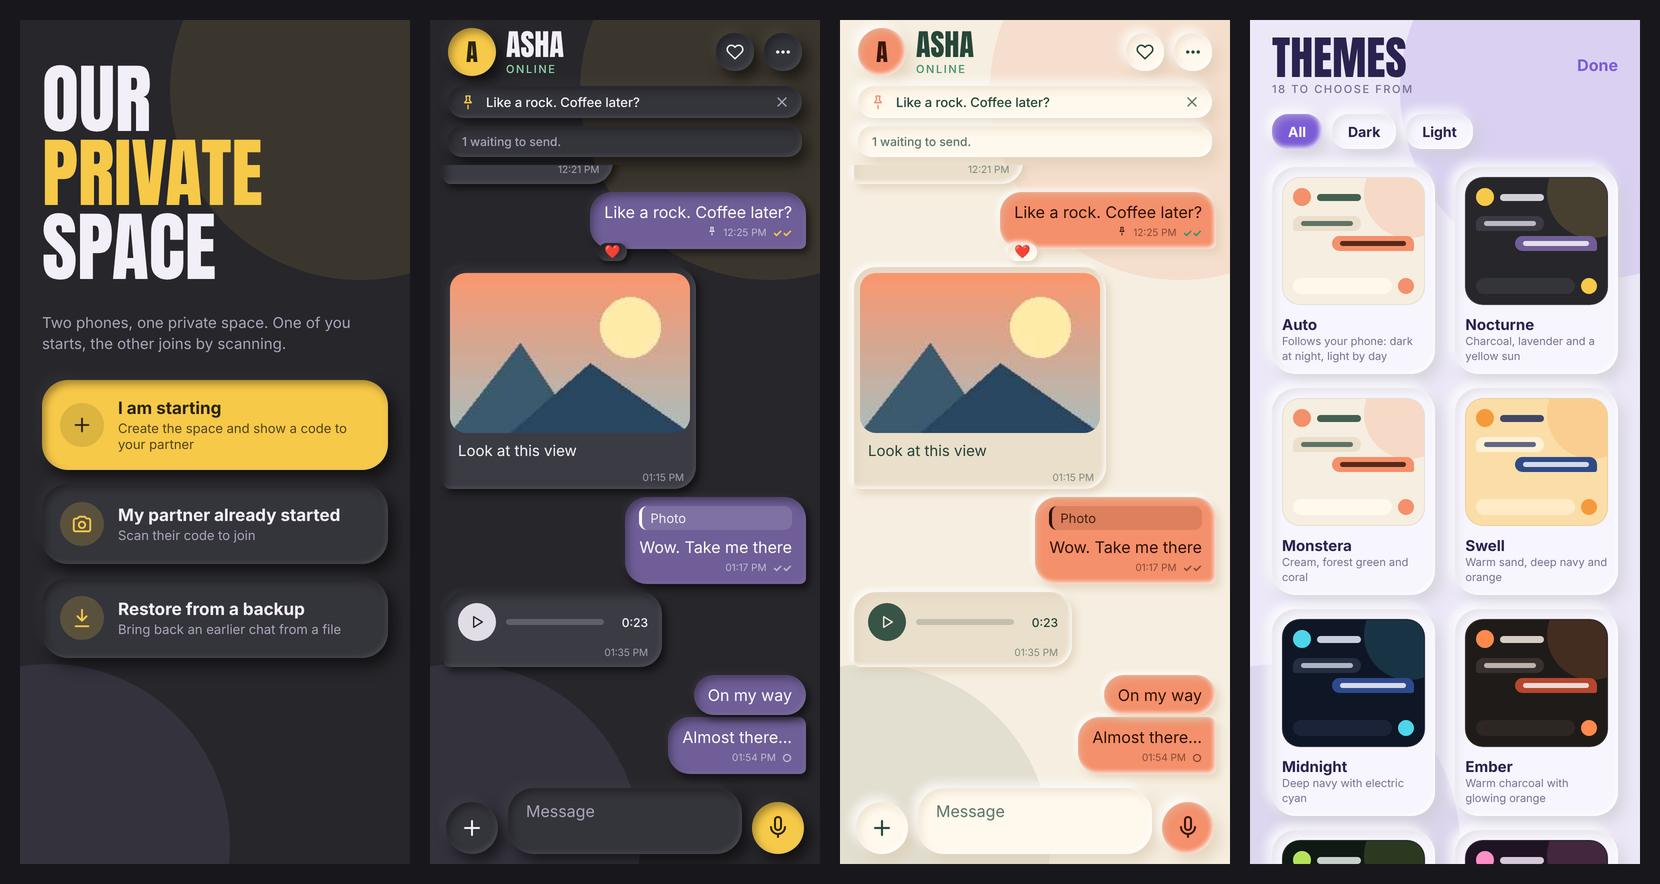 OUR
PRIVATE
SPACE
Two phones, one private space. One of you
starts, the other joins by scanning.
I am starting
Create the space and show a code to
your partner
My partner already started
Scan their code to join
Restore from a backup
Bring back an earlier chat from a file
A
ASHA
ONLINE
Like a rock. Coffee later?
1 waiting to send.
12:21 PM
Like a rock. Coffee later?
12:25 PM
Look at this view
01:15 PM
Photo
Wow. Take me there
01:17 PM
0:23
01:35 PM
On my way
Almost there...
01:54 PM
Message
A
ASHA
ONLINE
Like a rock. Coffee later?
1 waiting to send.
12:21 PM
Like a rock. Coffee later?
12:25 PM
Look at this view
01:15 PM
Photo
Wow. Take me there
01:17 PM
0:23
01:35 PM
On my way
Almost there...
01:54 PM
Message
THEMES
Done
18 TO CHOOSE FROM
All
Dark
Light
Auto
Follows your phone: dark
at night, light by day
Nocturne
Charcoal, lavender and a
yellow sun
Monstera
Cream, forest green and
coral
Swell
Warm sand, deep navy and
orange
Midnight
Deep navy with electric
cyan
Ember
Warm charcoal with
glowing orange